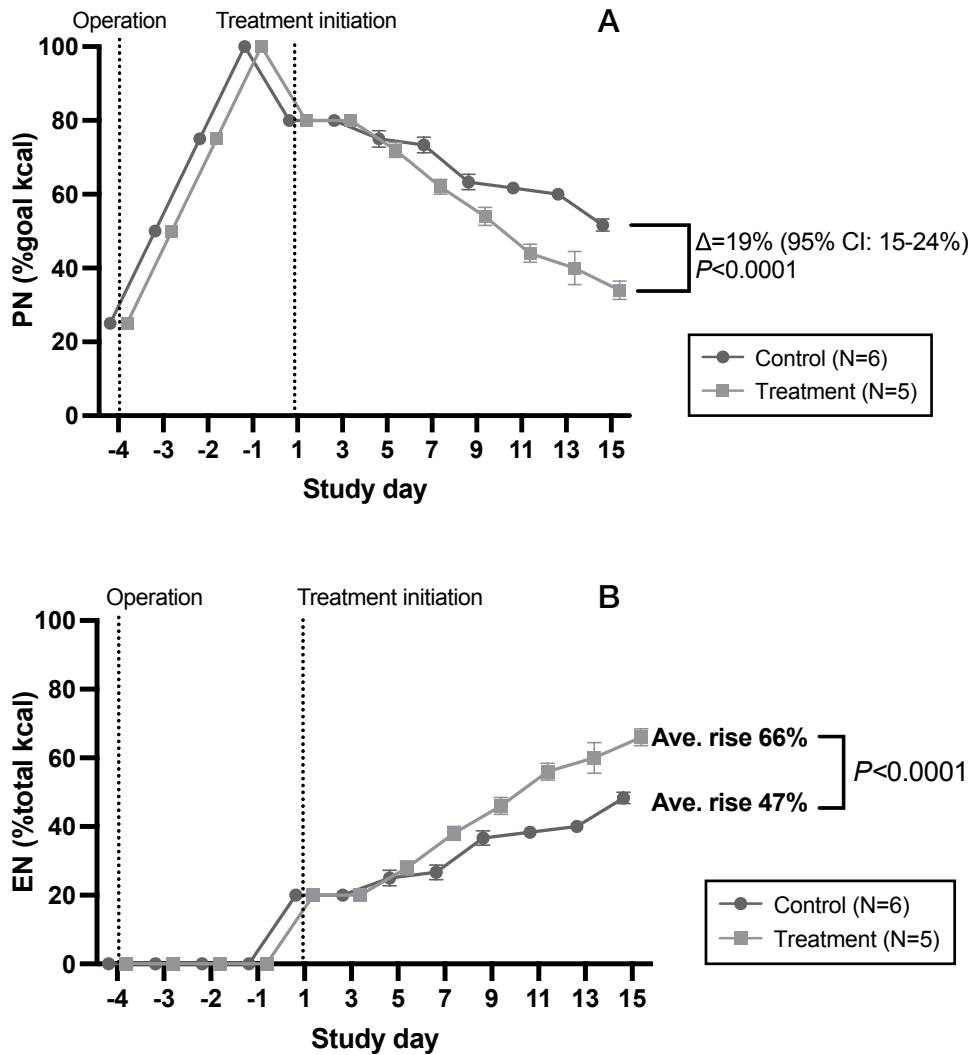 Operation Treatment initiation A
100
80
60
40
20
0
PN (%goal kcal)
Δ=19% (95% CI: 15-24%)
P<0.0001
Control (N=6)
Treatment (N=5)
-4 -3 -2 -1 1 3 5 7 9 11 13 15
Study day
Operation Treatment initiation B
100
80
60
40
20
0
EN (%total kcal)
Ave. rise 66%
P<0.0001
Ave. rise 47%
Control (N=6)
Treatment (N=5)
-4 -3 -2 -1 1 3 5 7 9 11 13 15
Study day